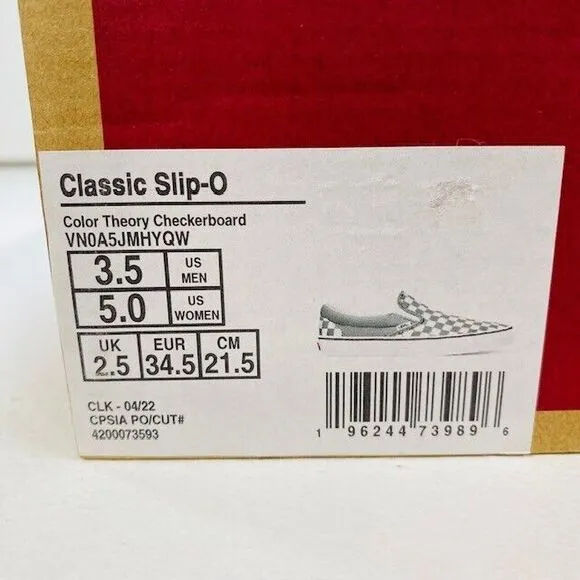 Classic Slip-O
Color Theory Checkerboard
VN0A5JMHYQW
3.5 US MEN
5.0 US WOMEN
UK EUR CM
2.5 34.5 21.5
CLK - 04/22
CPSIA PO/CUT#
4200073593
1 96244 73989 6